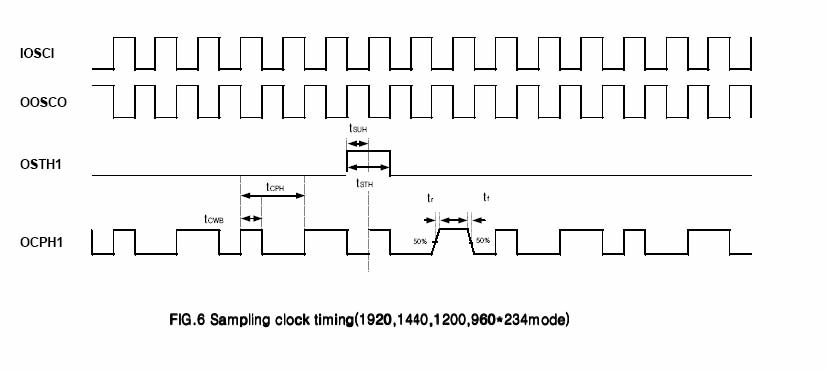 IOSCI
OOSCO
tSUH
OSTH1
tCPH
tSTH
tCWB
tr
tf
OCPH1
50%
50%
FIG.6 Sampling clock timing(1920,1440,1200,960*234mode)